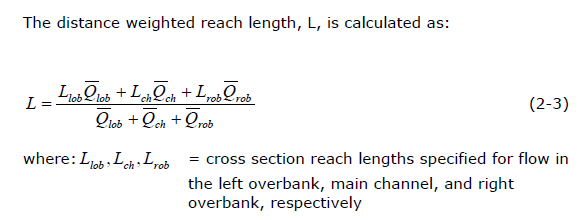 The distance weighted reach length, L, is calculated as:
L = \frac{L_{lob}\overline{Q}_{lob} + L_{ch}\overline{Q}_{ch} + L_{rob}\overline{Q}_{rob}}{\overline{Q}_{lob} + \overline{Q}_{ch} + \overline{Q}_{rob}} (2-3)
where: L_{lob}, L_{ch}, L_{rob} = cross section reach lengths specified for flow in
the left overbank, main channel, and right
overbank, respectively